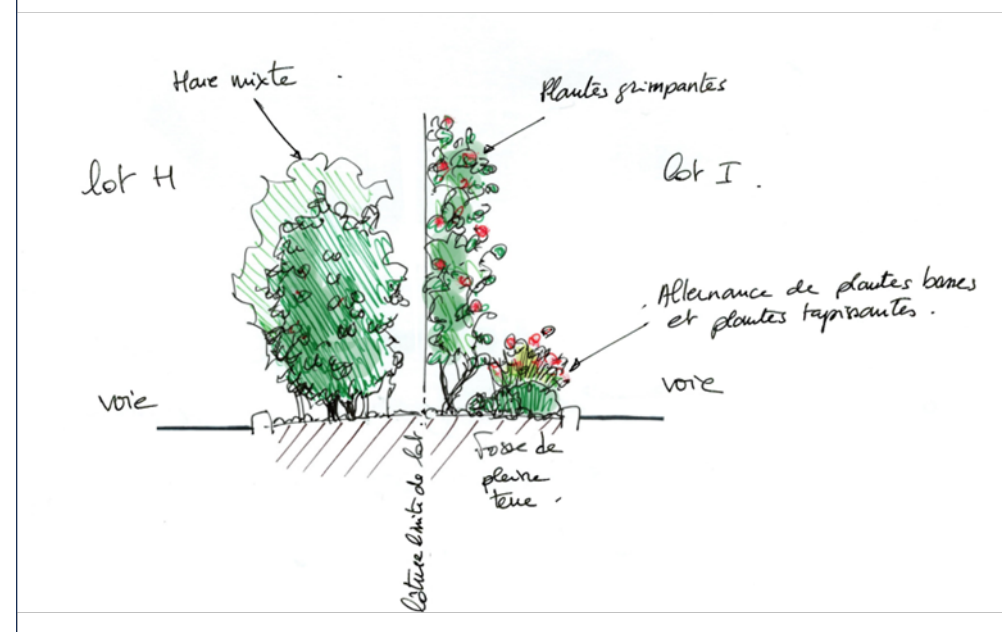 Haie mixte
Plantes grimpantes
lot H
lot I.
. Alternance de plantes basses
et plantes tapissantes.
voie
voie
Fosse de
pleine
terre.
clôture limite de lot.